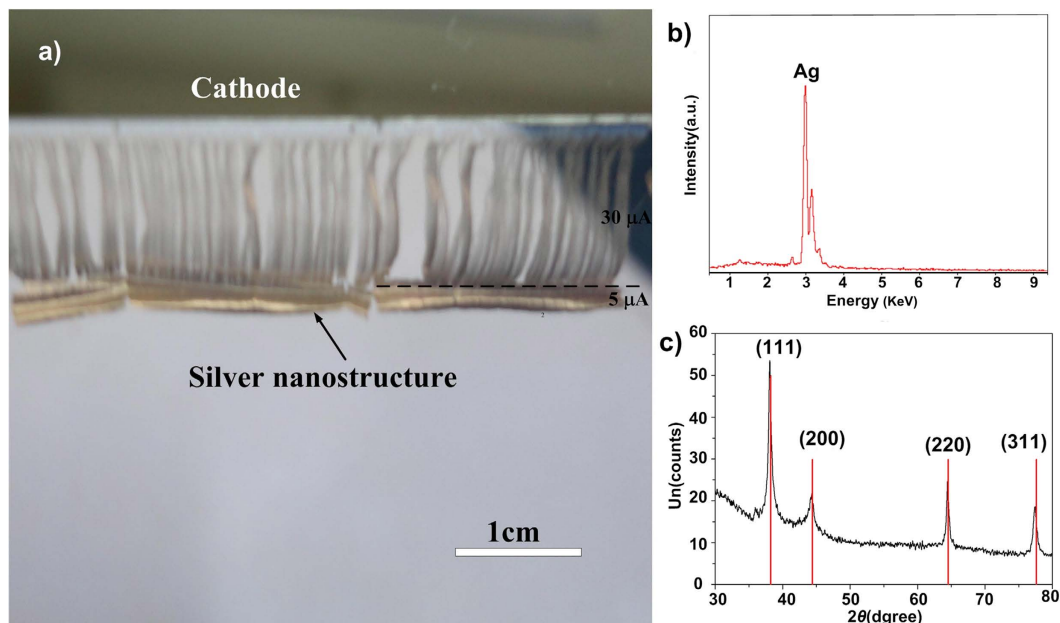 a)
Cathode
30 μA
5 μA
2
Silver nanostructure
1cm
b)
Ag
Intensity(a.u.)
1 2 3 4 5 6 7 8 9
Energy (KeV)
c)
60
50
40
30
20
10
0
(111)
(200)
(220)
(311)
Un(counts)
30 40 50 60 70 80
2θ(dgree)